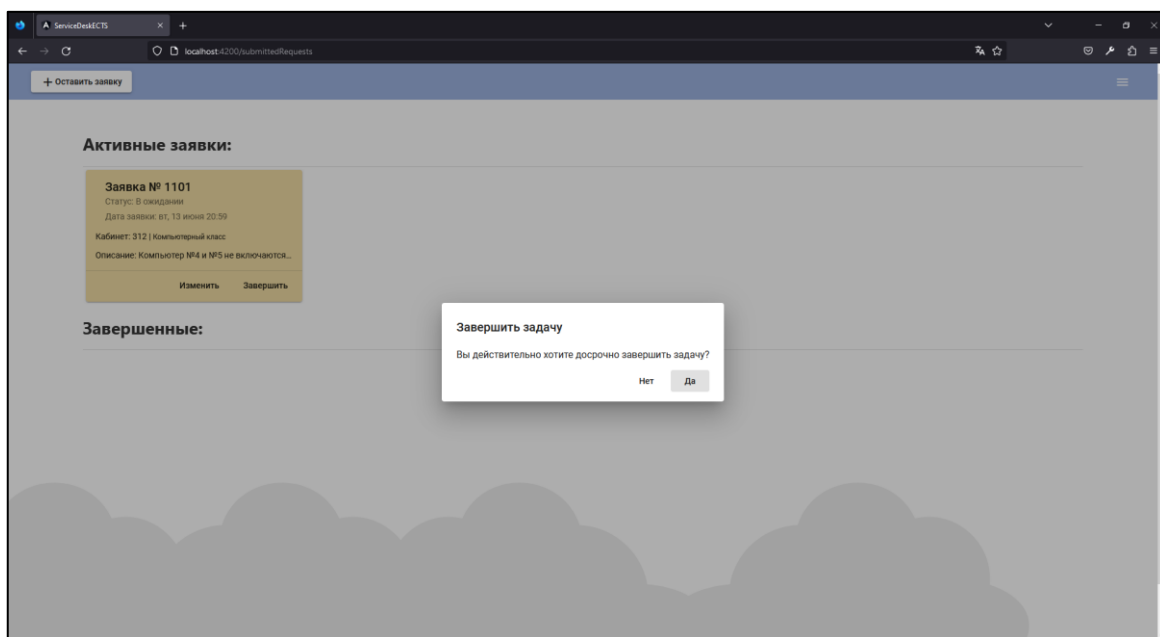 ServiceDeskECTS
localhost:4200/submittedRequests
Оставить заявку
Активные заявки:
Заявка № 1101
Статус: В ожидании
Дата заявки: вт, 13 июня 20:59
Кабинет: 312 | Компьютерный класс
Описание: Компьютер №4 и №5 не включаются...
Изменить Завершить
Завершенные:
Завершить задачу
Вы действительно хотите досрочно завершить задачу?
Нет Да